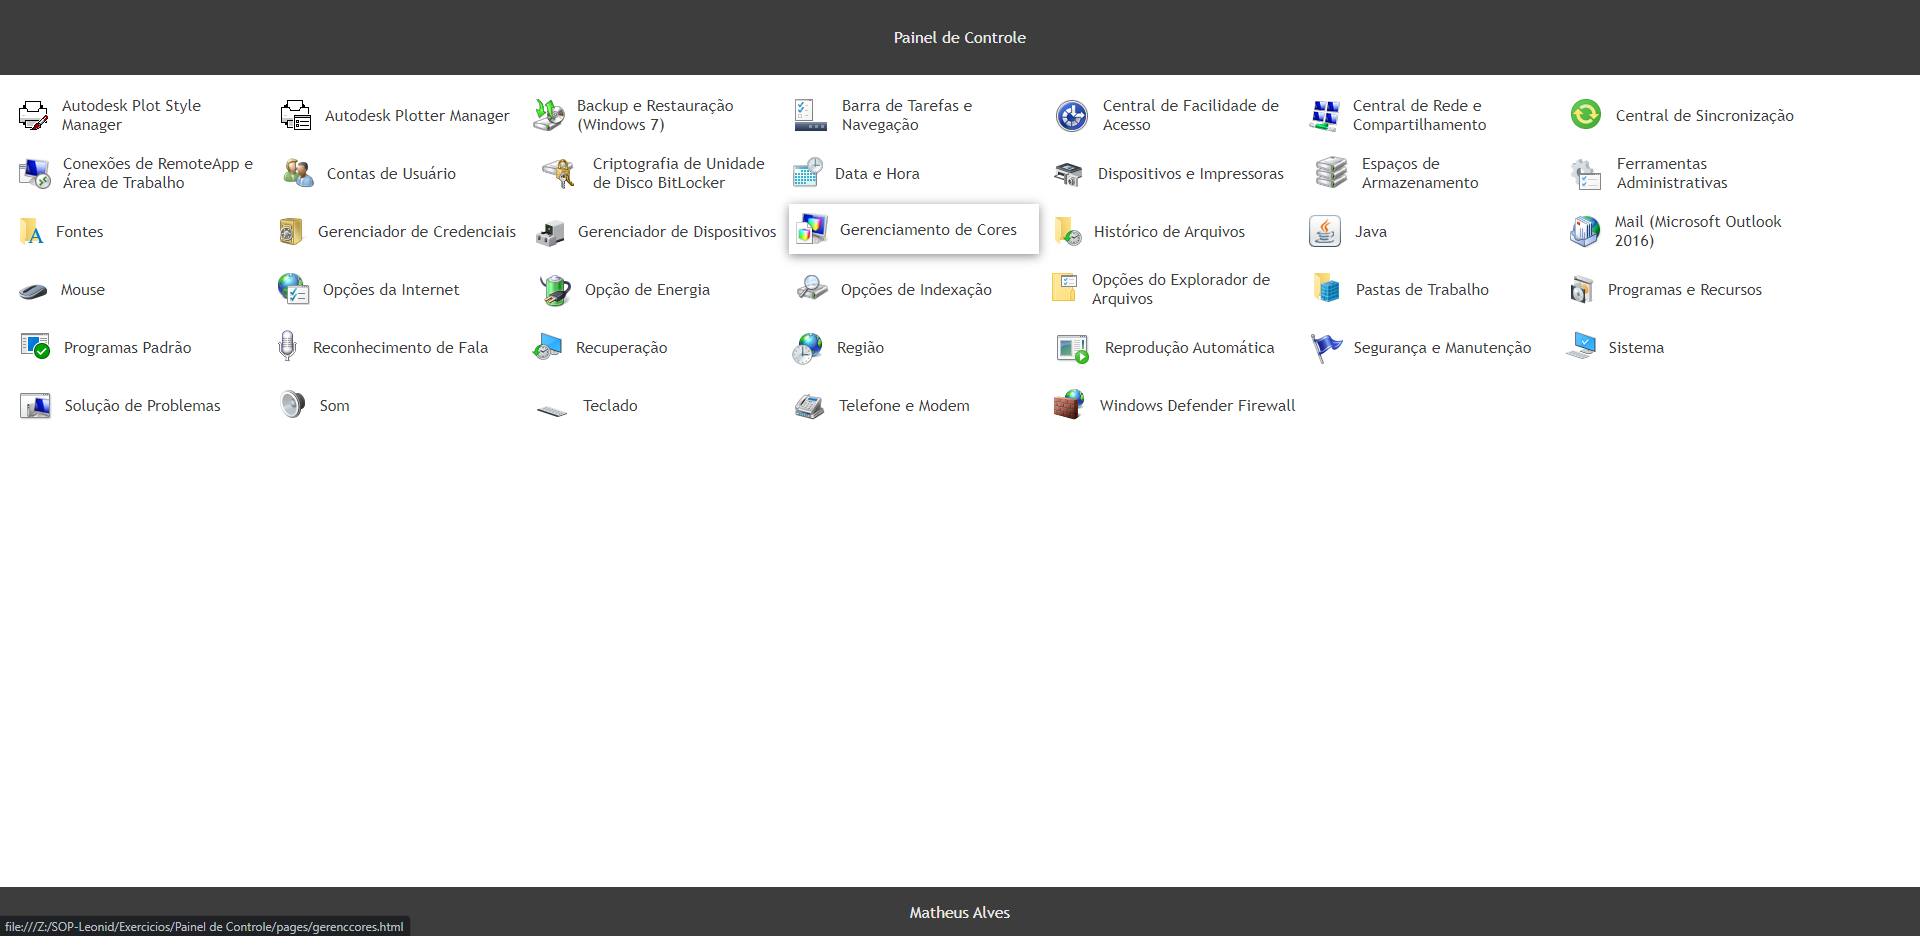 Painel de Controle
Autodesk Plot Style
Manager
Autodesk Plotter Manager
Backup e Restauração
(Windows 7)
Barra de Tarefas e
Navegação
Central de Facilidade de
Acesso
Central de Rede e
Compartilhamento
Central de Sincronização
Conexões de RemoteApp e
Área de Trabalho
Contas de Usuário
Criptografia de Unidade
de Disco BitLocker
Data e Hora
Dispositivos e Impressoras
Espaços de
Armazenamento
Ferramentas
Administrativas
Fontes
Gerenciador de Credenciais
Gerenciador de Dispositivos
Gerenciamento de Cores
Histórico de Arquivos
Java
Mail (Microsoft Outlook
2016)
Mouse
Opções da Internet
Opção de Energia
Opções de Indexação
Opções do Explorador de
Arquivos
Pastas de Trabalho
Programas e Recursos
Programas Padrão
Reconhecimento de Fala
Recuperação
Região
Reprodução Automática
Segurança e Manutenção
Sistema
Solução de Problemas
Som
Teclado
Telefone e Modem
Windows Defender Firewall
Matheus Alves
file:///Z:/SOP-Leonid/Exercicios/Painel de Controle/pages/gerenccores.html